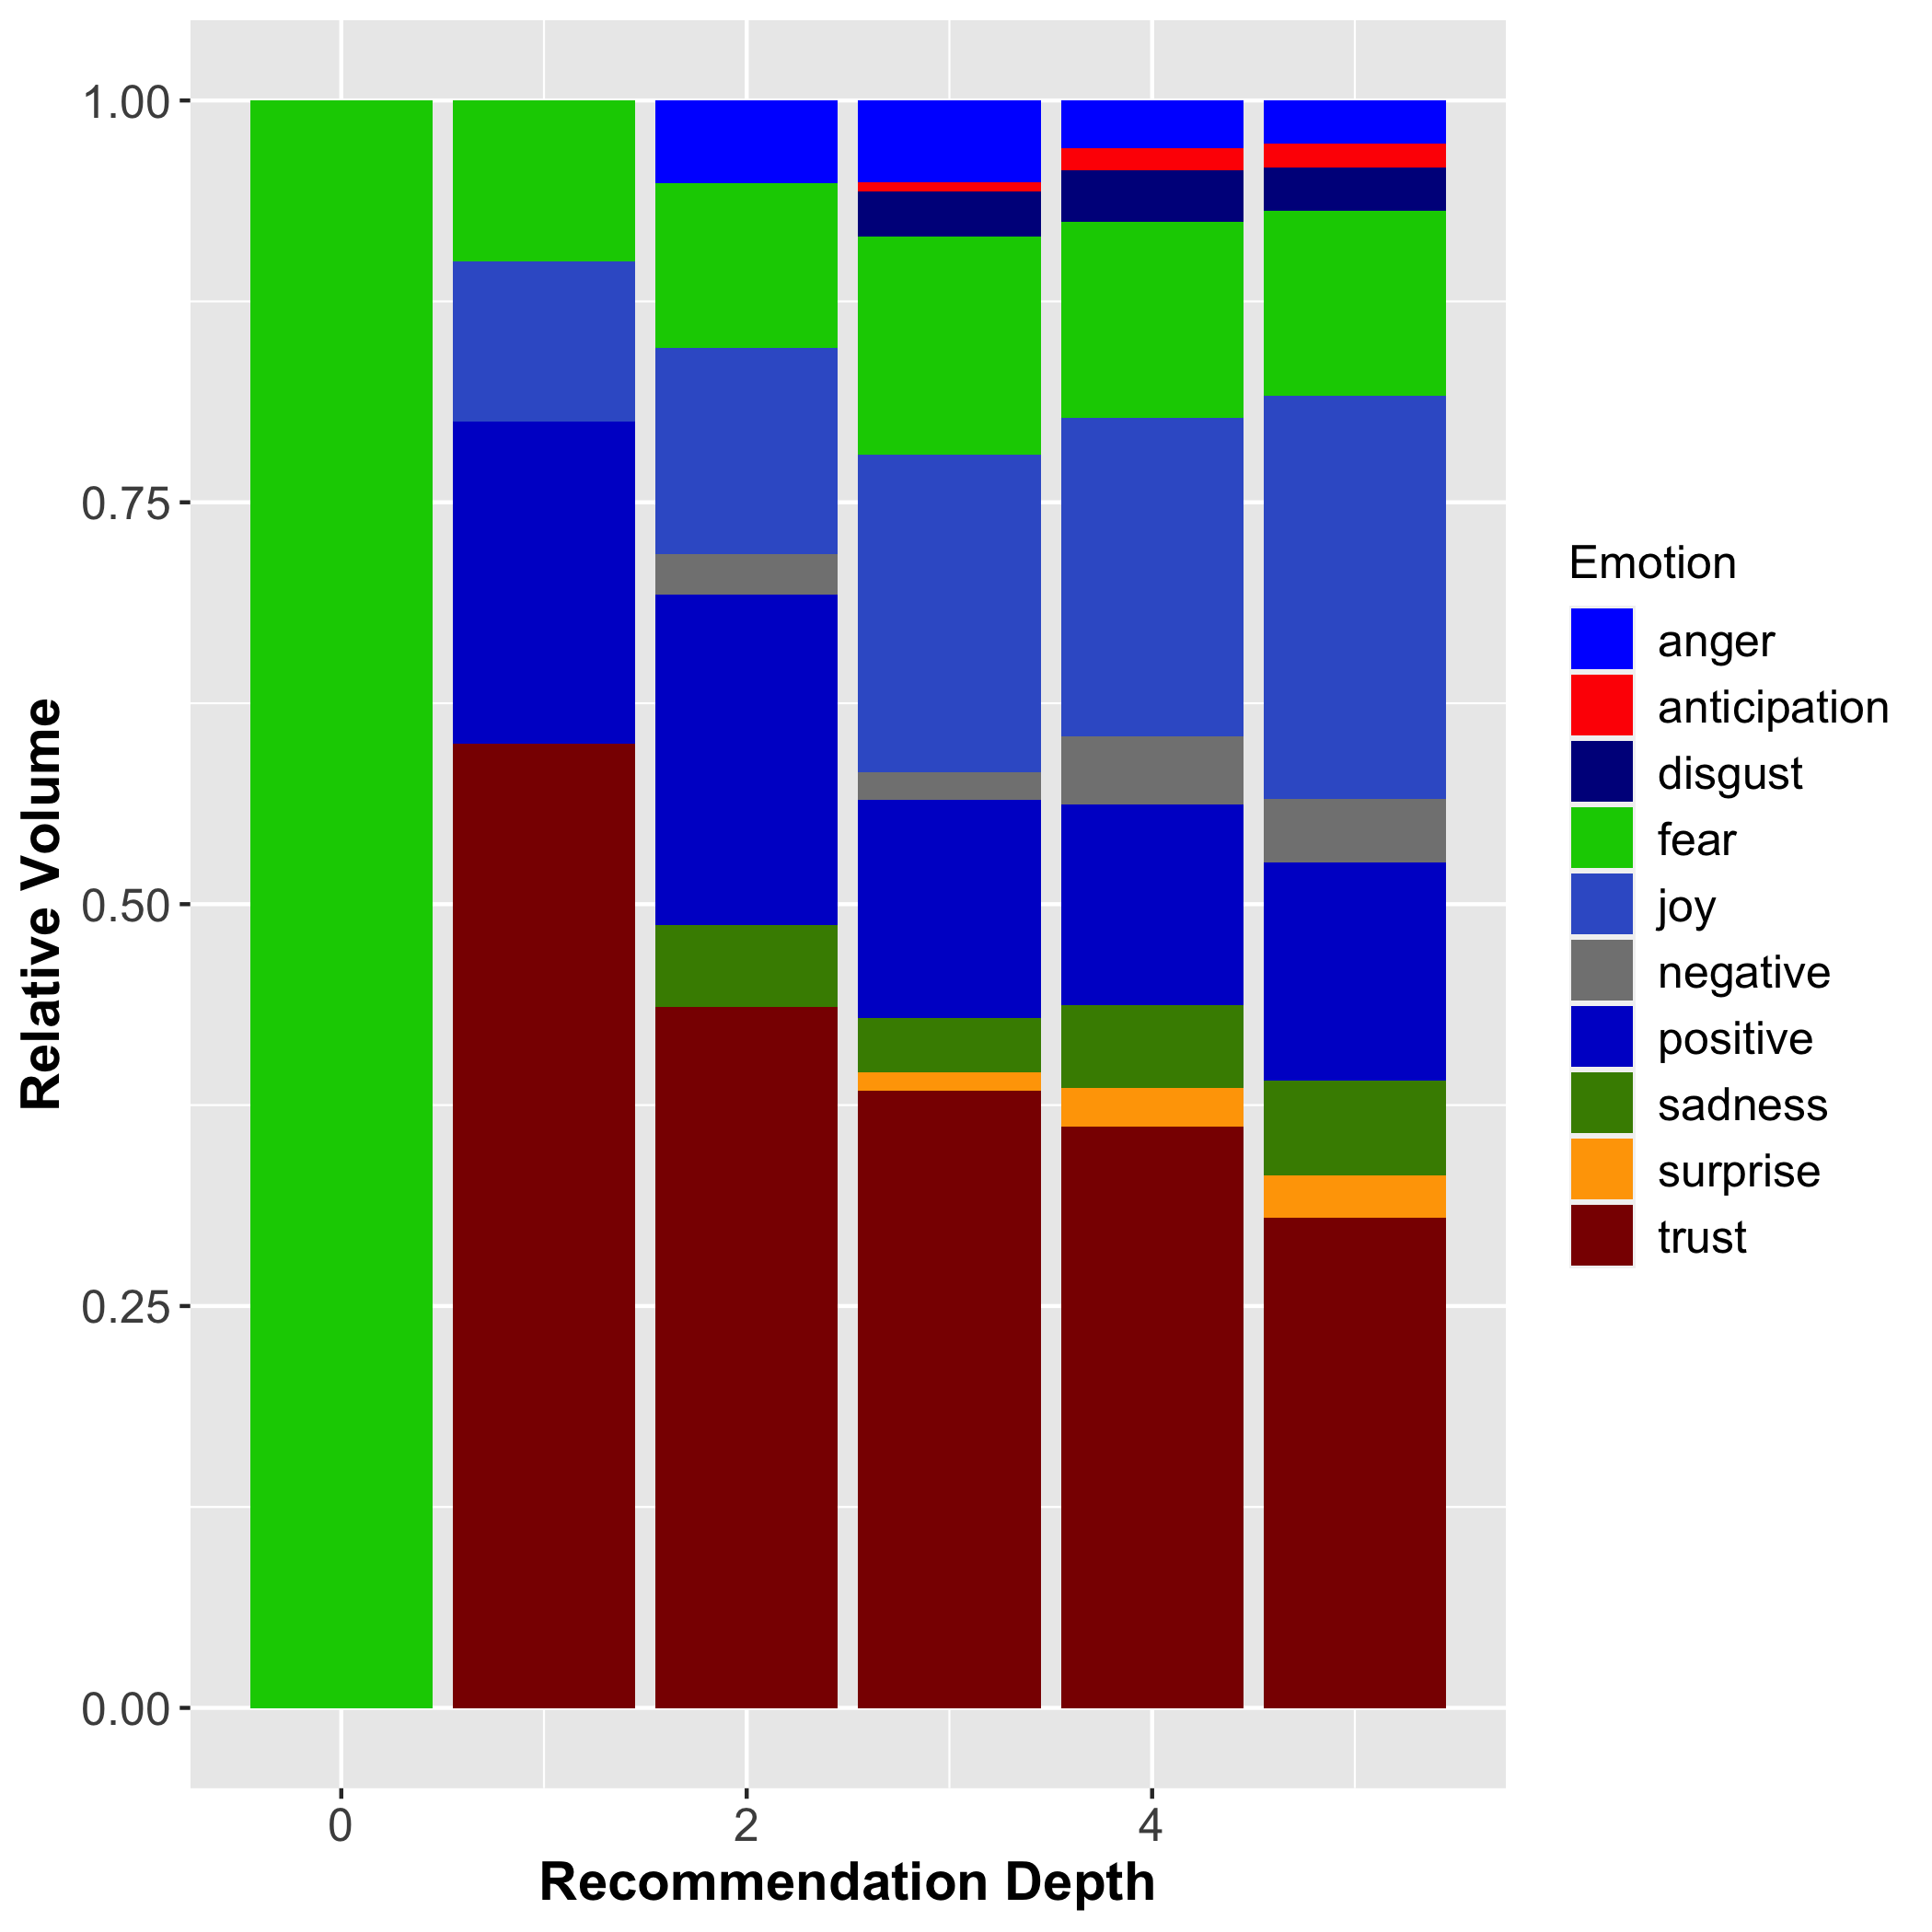 1.00
0.75
0.50
0.25
0.00
Relative Volume
0
2
4
Recommendation Depth
Emotion
anger
anticipation
disgust
fear
joy
negative
positive
sadness
surprise
trust